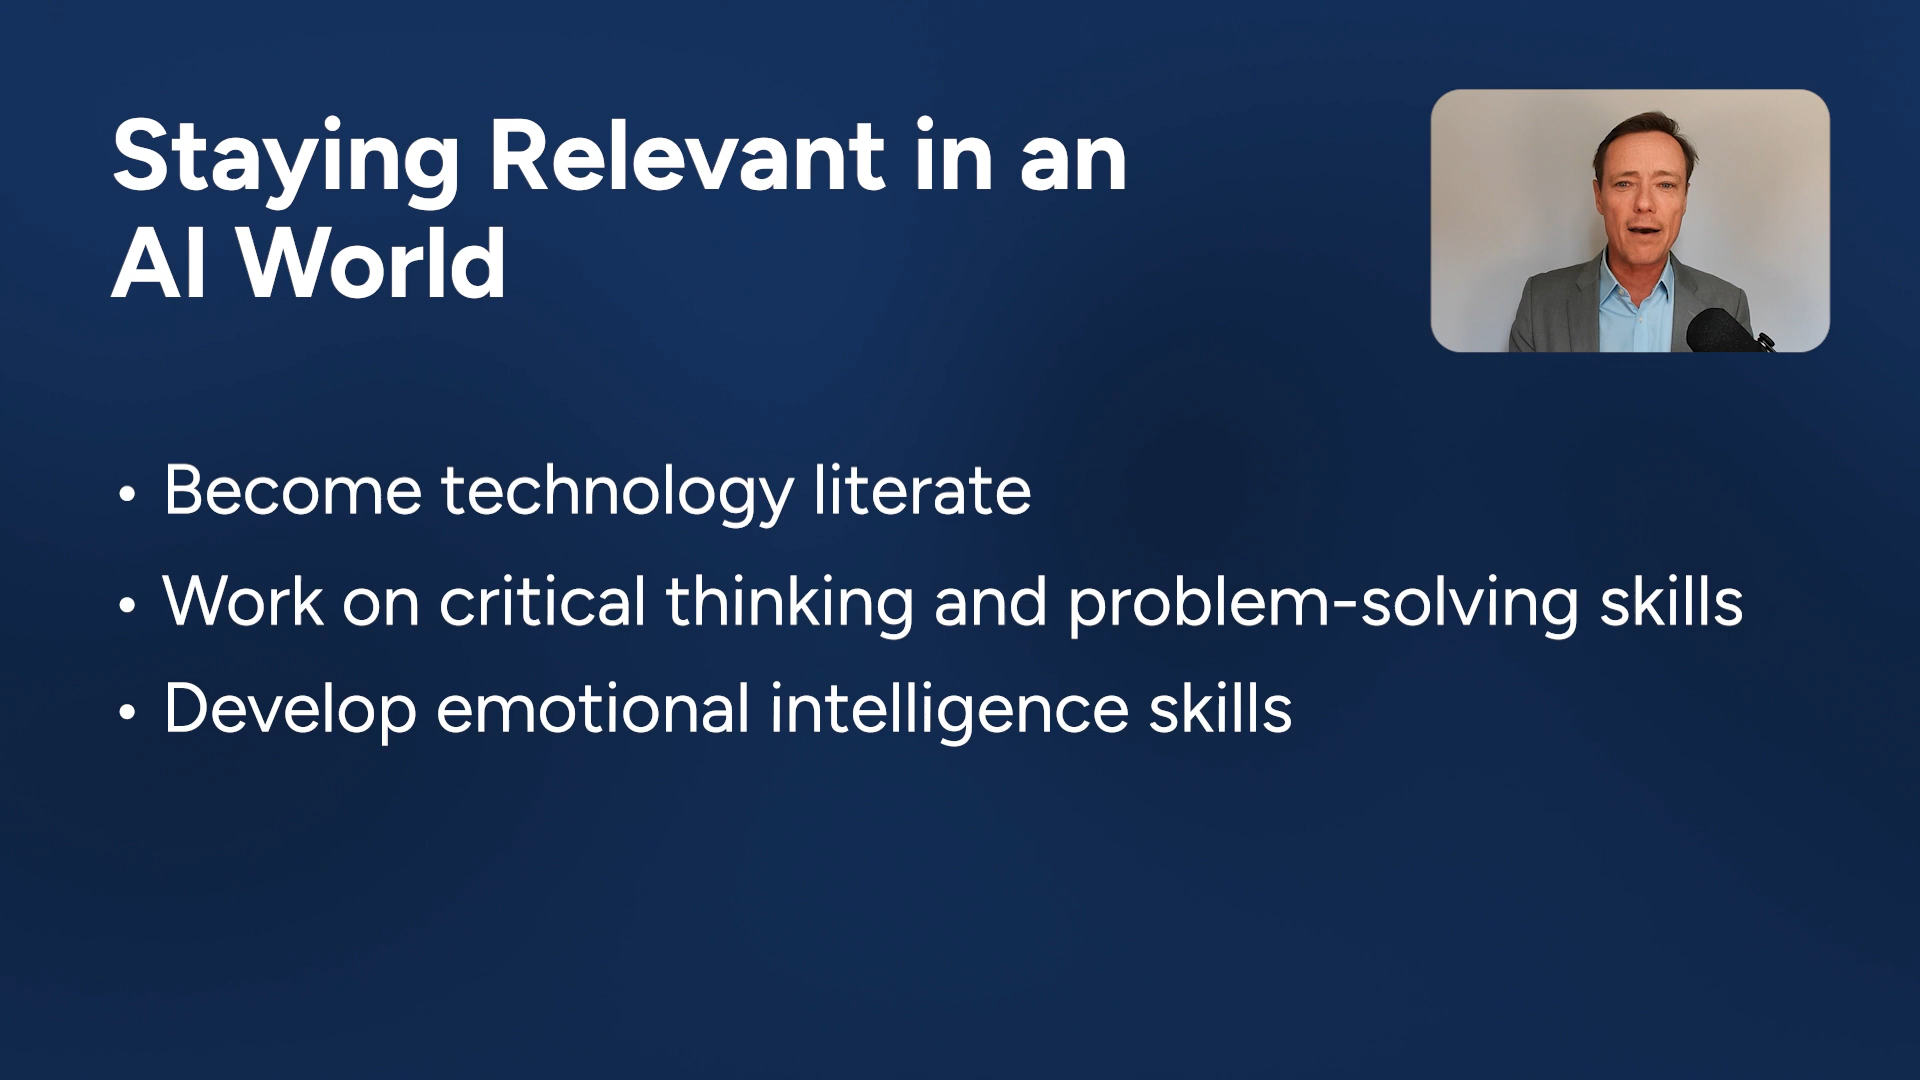 Staying Relevant in an
AI World
• Become technology literate
• Work on critical thinking and problem-solving skills
• Develop emotional intelligence skills